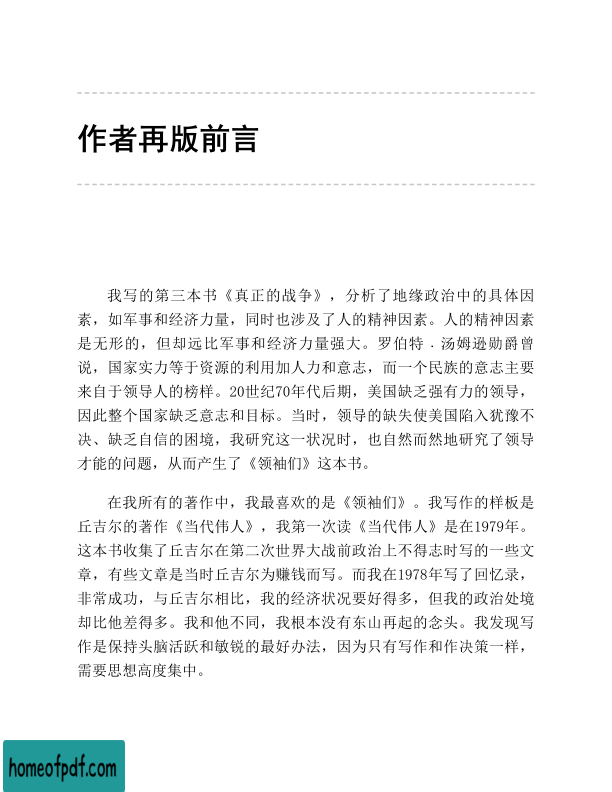 作者再版前言
我写的第三本书《真正的战争》，分析了地缘政治中的具体因
素，如军事和经济力量，同时也涉及了人的精神因素。人的精神因素
是无形的，但却远比军事和经济力量强大。罗伯特﹒汤姆逊勋爵曾
说，国家实力等于资源的利用加人力和意志，而一个民族的意志主要
来自于领导人的榜样。20世纪70年代后期，美国缺乏强有力的领导，
因此整个国家缺乏意志和目标。当时，领导的缺失使美国陷入犹豫不
决、缺乏自信的困境，我研究这一状况时，也自然而然地研究了领导
才能的问题，从而产生了《领袖们》这本书。
在我所有的著作中，我最喜欢的是《领袖们》。我写作的样板是
丘吉尔的著作《当代伟人》，我第一次读《当代伟人》是在1979年。
这本书收集了丘吉尔在第二次世界大战前政治上不得志时写的一些文
章，有些文章是当时丘吉尔为赚钱而写。而我在1978年写了回忆录，
非常成功，与丘吉尔相比，我的经济状况要好得多，但我的政治处境
却比他差得多。我和他不同，我根本没有东山再起的念头。我发现写
作是保持头脑活跃和敏锐的最好办法，因为只有写作和作决策一样，
需要思想高度集中。
homeofpdf.com